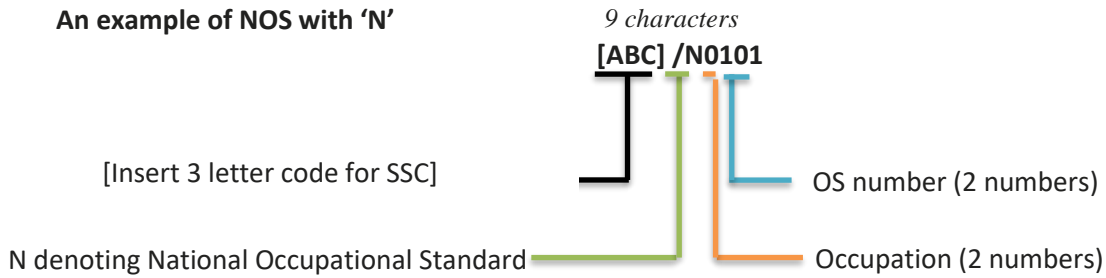 An example of NOS with ‘N’
9 characters
[ABC] /N0101
[Insert 3 letter code for SSC]
OS number (2 numbers)
N denoting National Occupational Standard
Occupation (2 numbers)